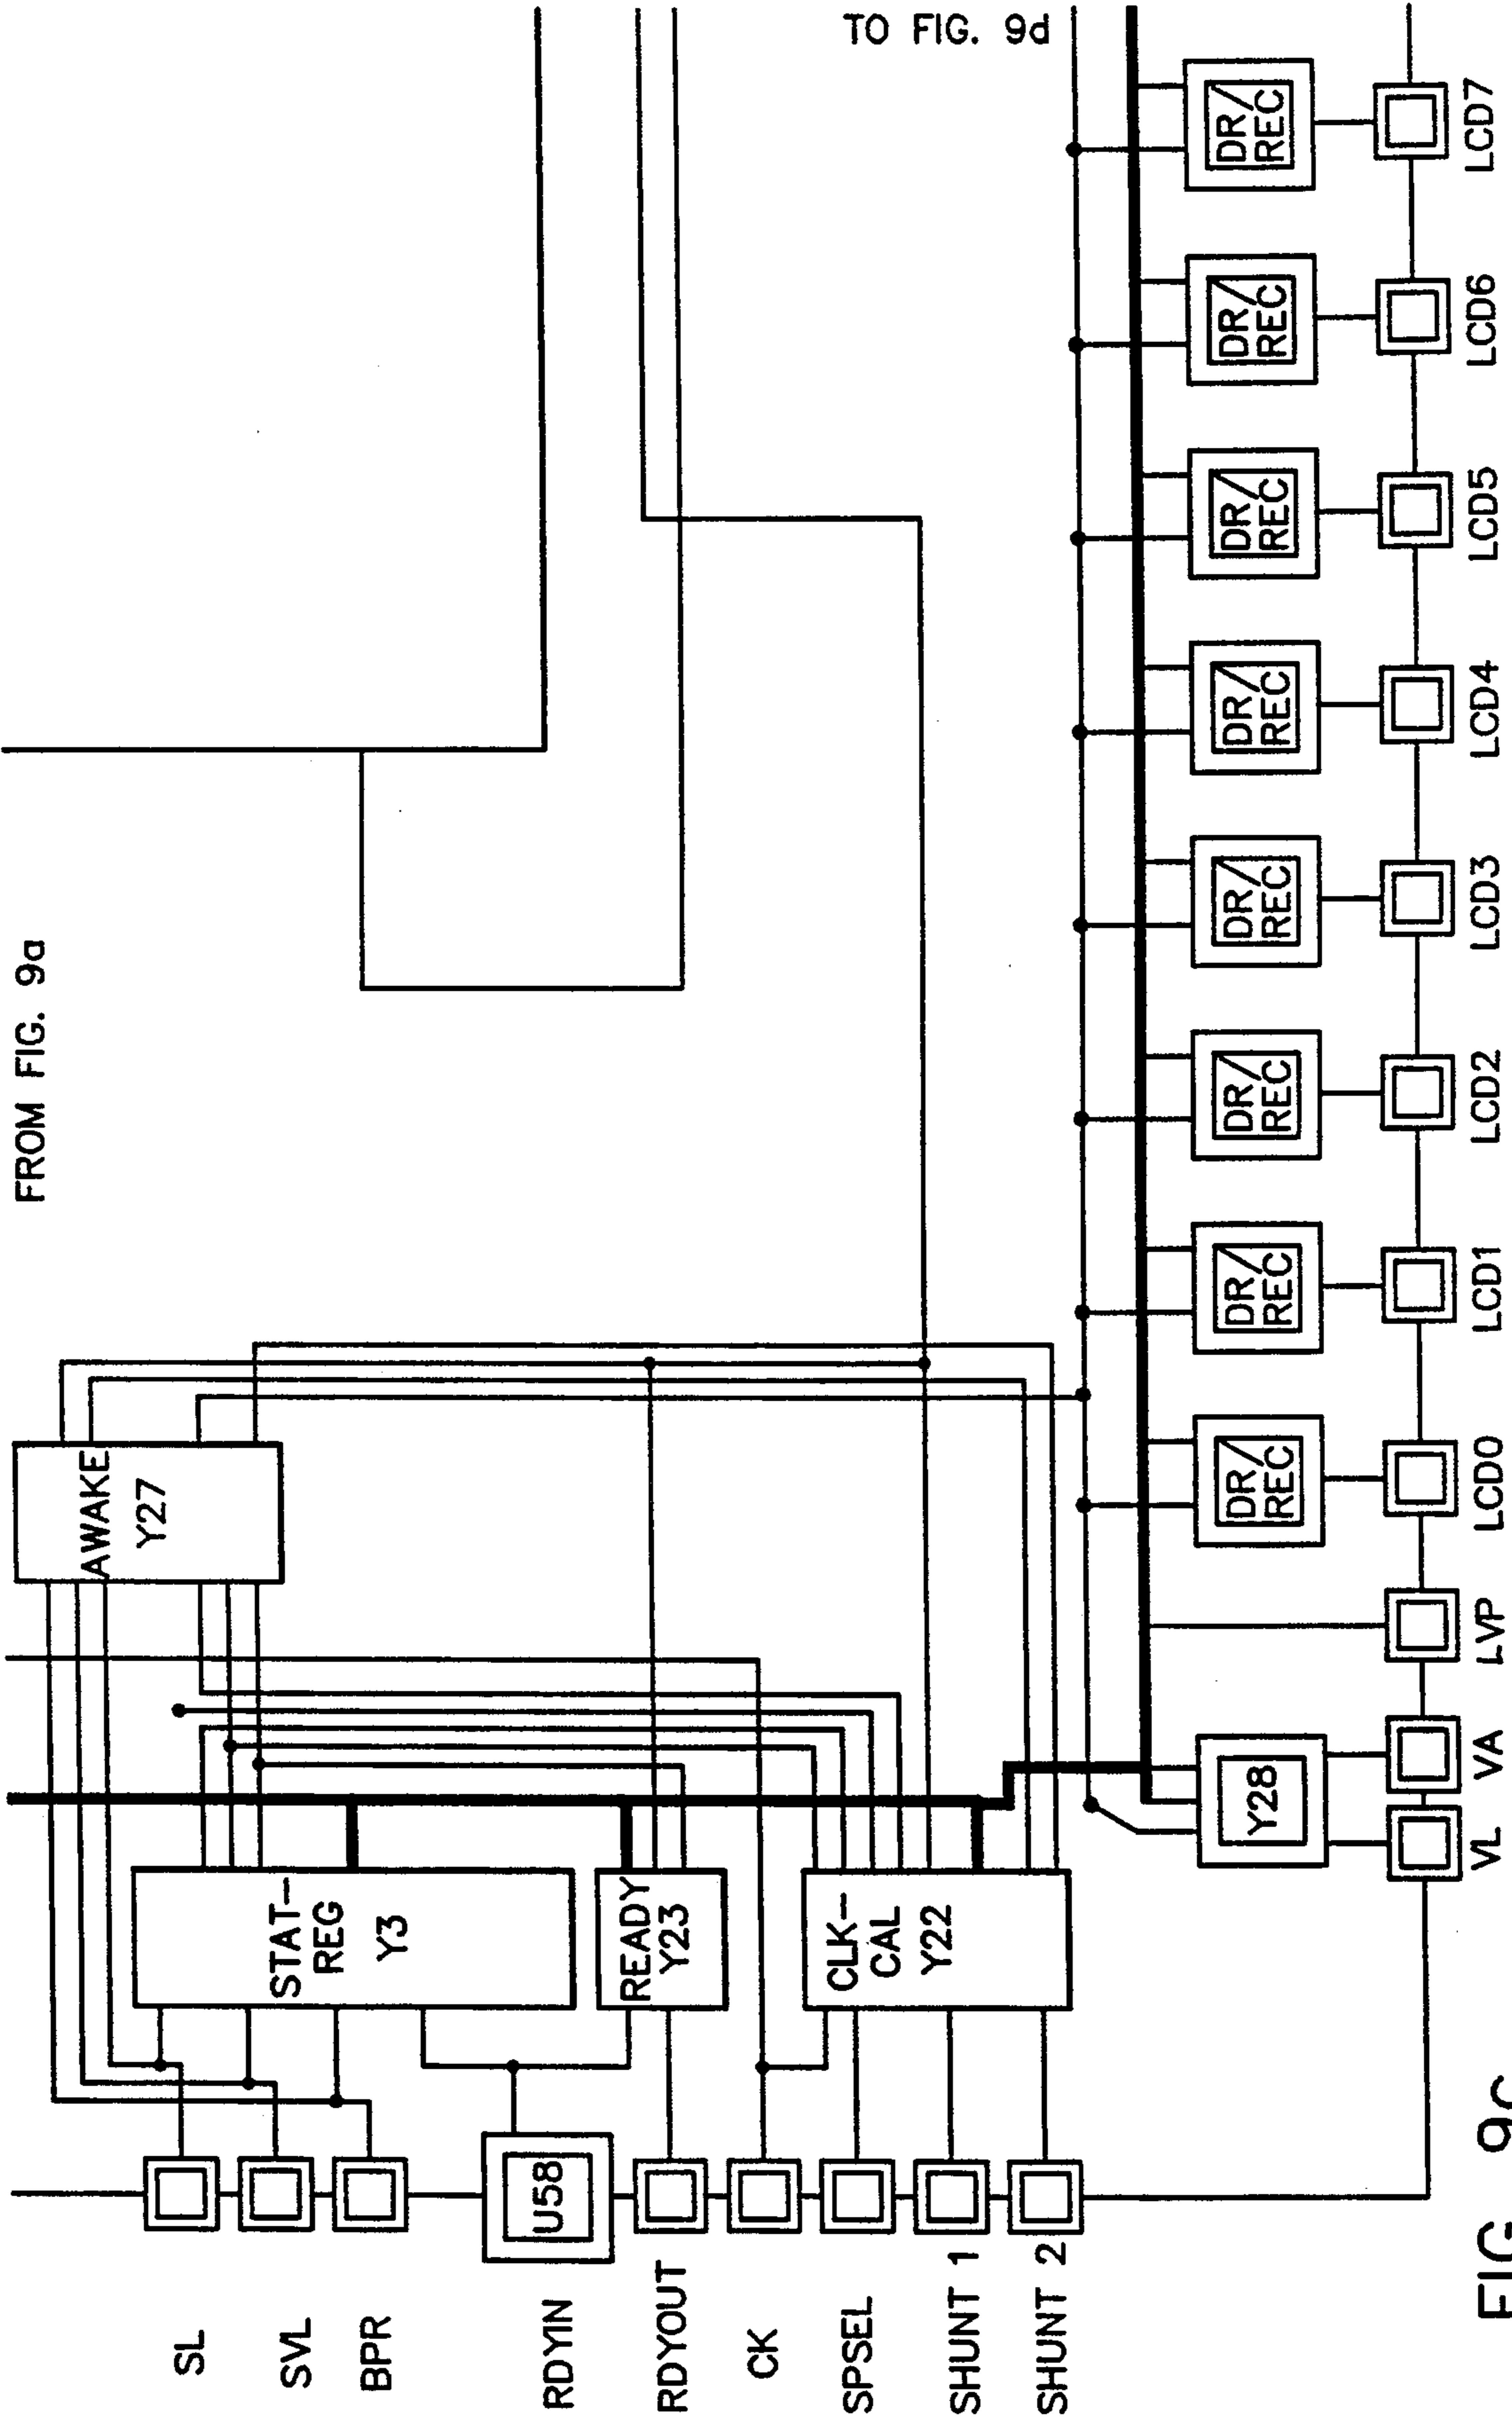 FROM FIG. 9a
TO FIG. 9d
AWAKE
Y27
STAT-
REG
Y3
READY
Y23
CLK-
CAL
Y22
SL
SVL
BPR
RDYIN
U58
RDYOUT
CK
SPSEL
SHUNT 1
SHUNT 2
Y28
DR/
REC
DR/
REC
DR/
REC
DR/
REC
DR/
REC
DR/
REC
DR/
REC
DR/
REC
VL
VA
LVP
LCD0
LCD1
LCD2
LCD3
LCD4
LCD5
LCD6
LCD7
FIG. 9c